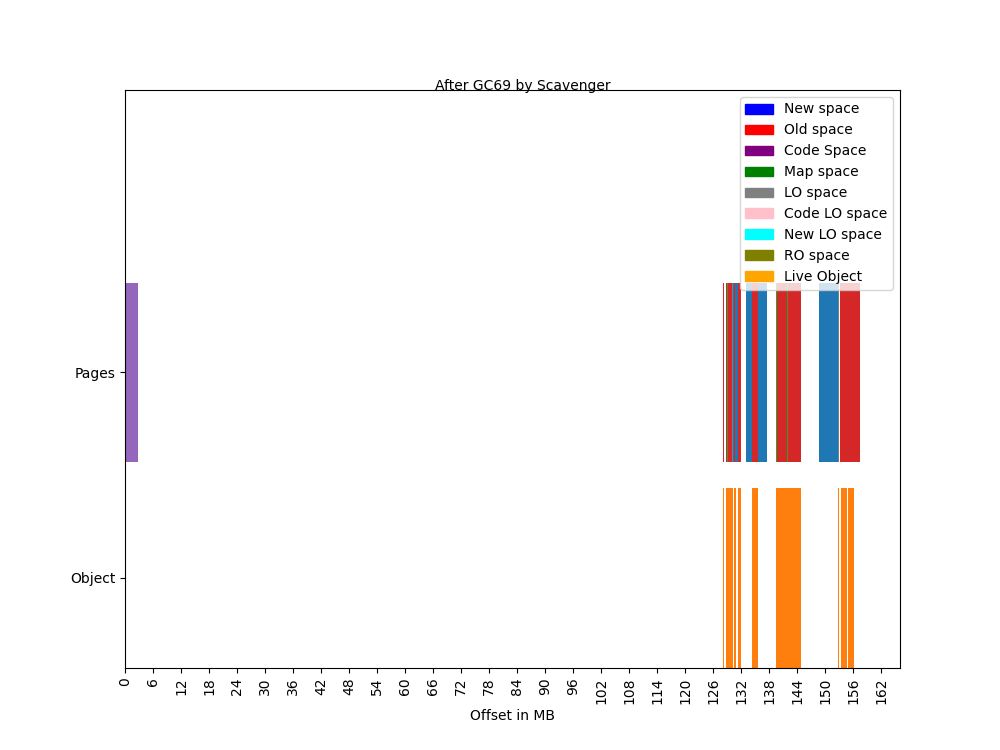 After GC69 by Scavenger
New space
Old space
Code Space
Map space
LO space
Code LO space
New LO space
RO space
Live Object
Pages
Object
0 6 12 18 24 30 36 42 48 54 60 66 72 78 84 90 96 102 108 114 120 126 132 138 144 150 156 162
Offset in MB